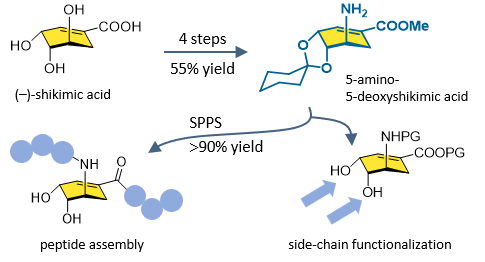 OH
COOH
HO
OH
(−)-shikimic acid
4 steps
55% yield
NH2
COOMe
O
O
5-amino-
5-deoxyshikimic acid
SPPS
>90% yield
NH
O
HO
OH
peptide assembly
NHPG
COOPG
HO
OH
side-chain functionalization